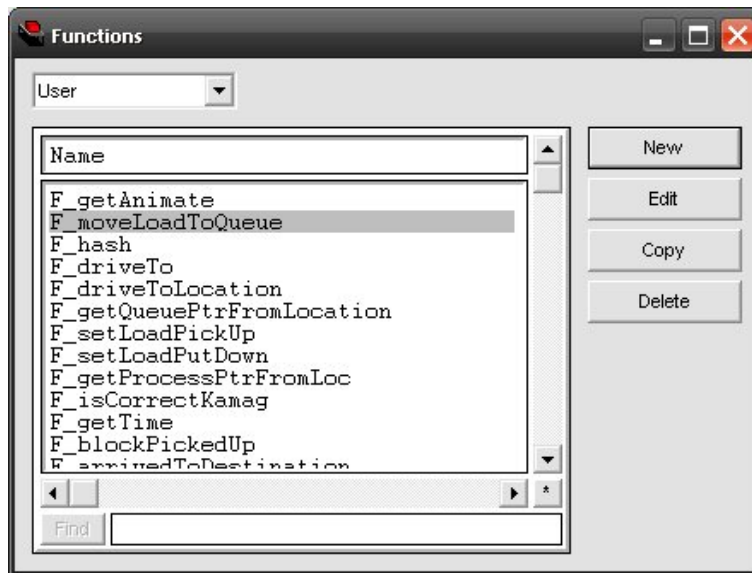 Functions
User
Name
New
Edit
Copy
Delete
F_getAnimate
F_moveLoadToQueue
F_hash
F_driveTo
F_driveToLocation
F_getQueuePtrFromLocation
F_setLoadPickUp
F_setLoadPutDown
F_getProcessPtrFromLoc
F_isCorrectKamag
F_getTime
F_blockPickedUp
F_arrivedToDestination
*
Find